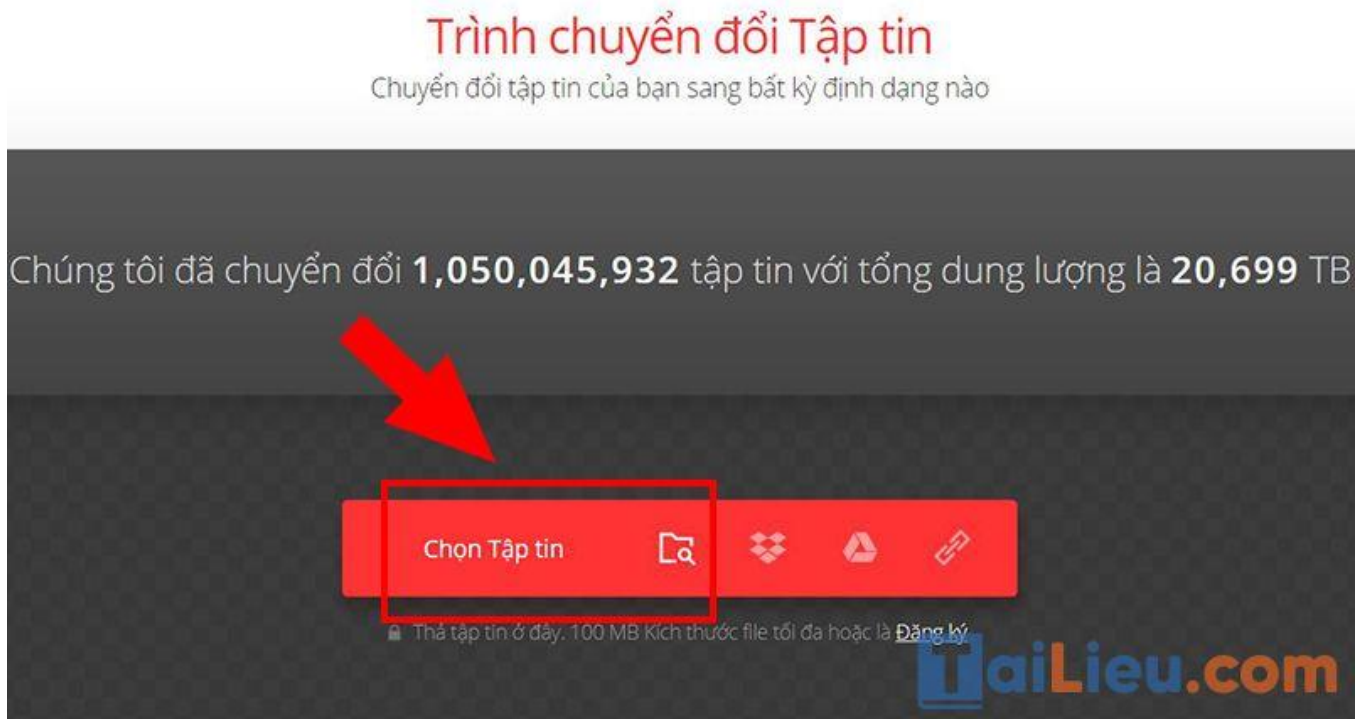 Trình chuyển đổi Tập tin
Chuyển đổi tập tin của bạn sang bất kỳ định dạng nào
Chúng tôi đã chuyển đổi 1,050,045,932 tập tin với tổng dung lượng là 20,699 TB
Chọn Tập tin
Thả tập tin ở đây. 100 MB Kích thước file tối đa hoặc là Đăng ký
TaiLieu.com